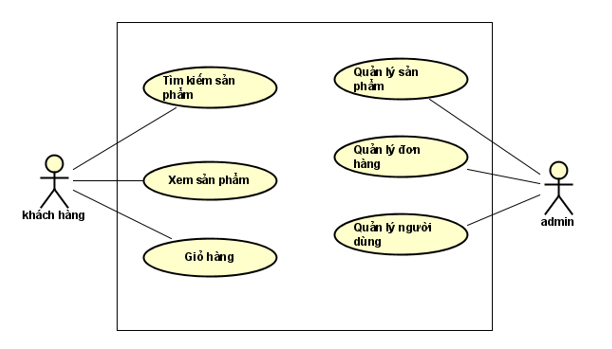 Tìm kiếm sản
phẩm
Xem sản phẩm
Giỏ hàng
khách hàng
Quản lý sản
phẩm
Quản lý đơn
hàng
Quản lý người
dùng
admin